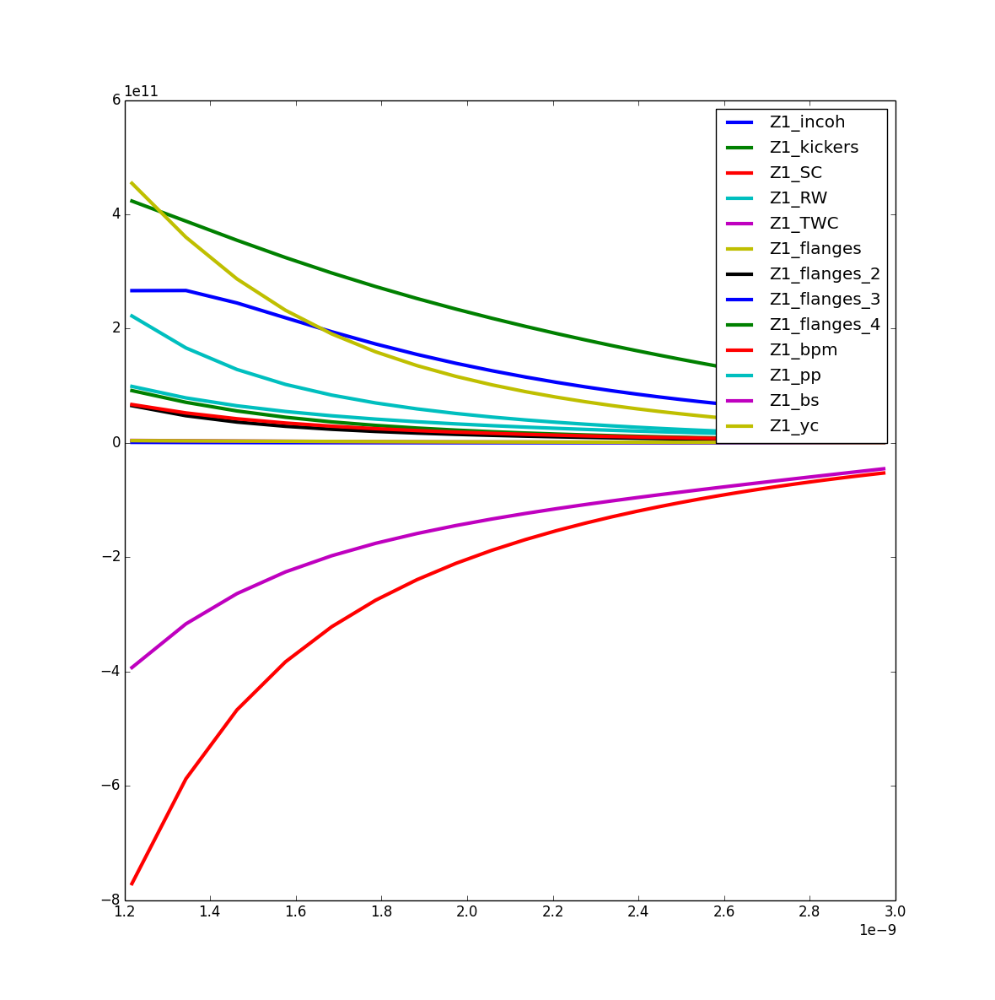 1e11
6
4
2
0
−2
−4
−6
−8
Z1_incoh
Z1_kickers
Z1_SC
Z1_RW
Z1_TWC
Z1_flanges
Z1_flanges_2
Z1_flanges_3
Z1_flanges_4
Z1_bpm
Z1_pp
Z1_bs
Z1_yc
1.2 1.4 1.6 1.8 2.0 2.2 2.4 2.6 2.8 3.0
1e−9